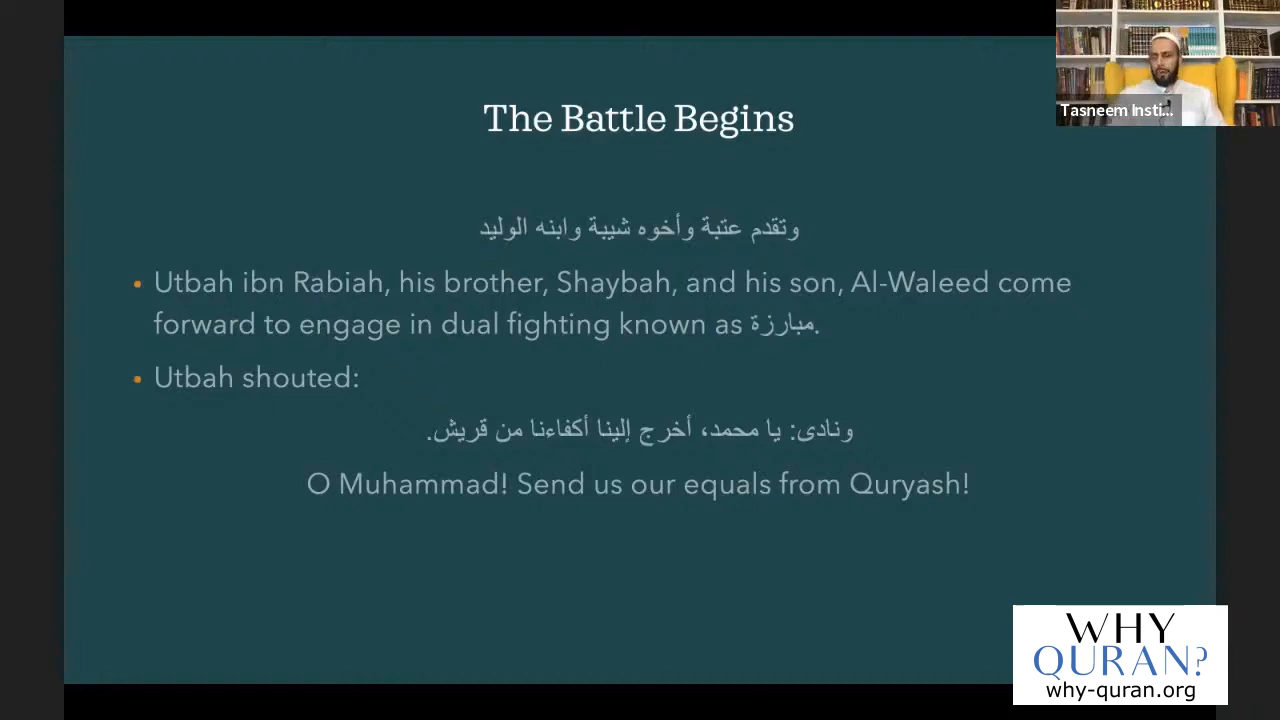 The Battle Begins
Tasneem Insti...
وتقدم عتبة وأخوه شيبة وابنه الوليد
• Utbah ibn Rabiah, his brother, Shaybah, and his son, Al-Waleed come
forward to engage in dual fighting known as مبارزة.
• Utbah shouted:
ونادى: يا محمد، أخرج إلينا أكفاءنا من قريش.
O Muhammad! Send us our equals from Quryash!
WHY
QURAN?
why-quran.org